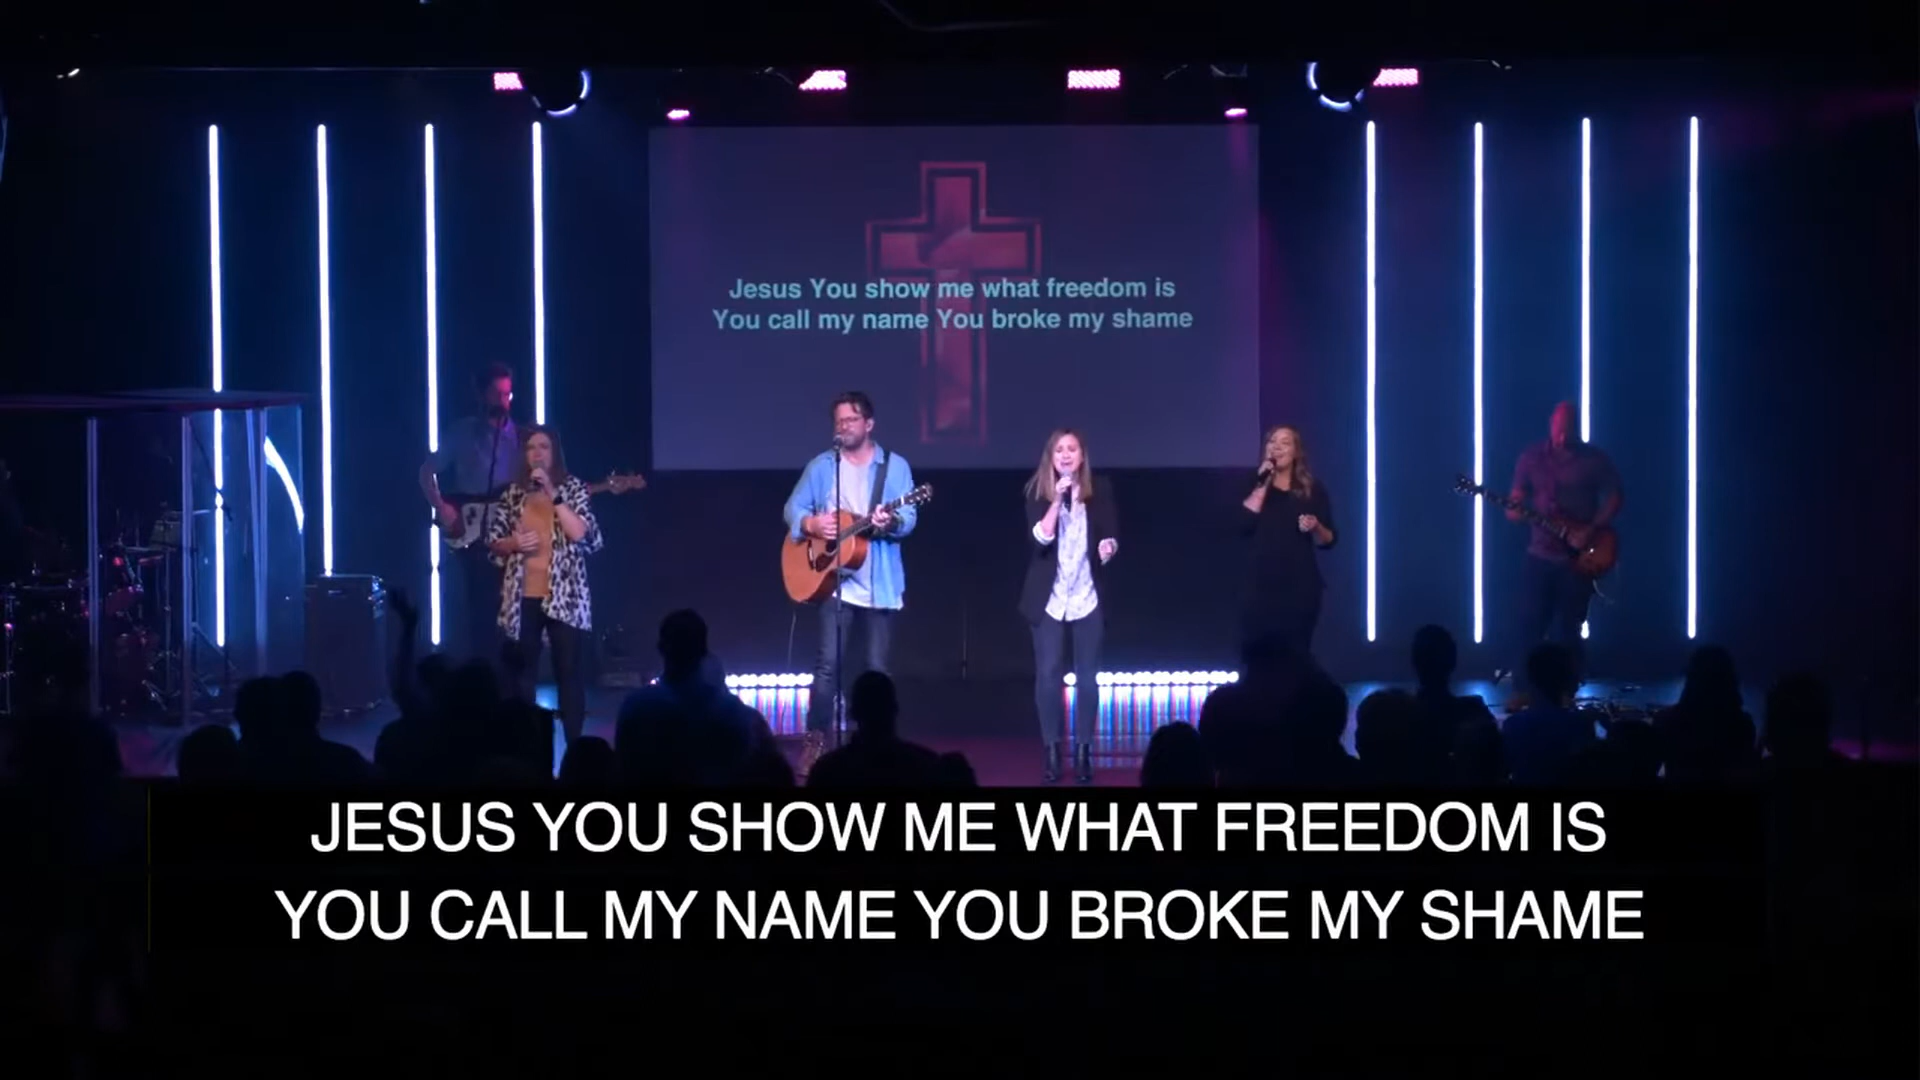 Jesus You show me what freedom is
You call my name You broke my shame
JESUS YOU SHOW ME WHAT FREEDOM IS
YOU CALL MY NAME YOU BROKE MY SHAME